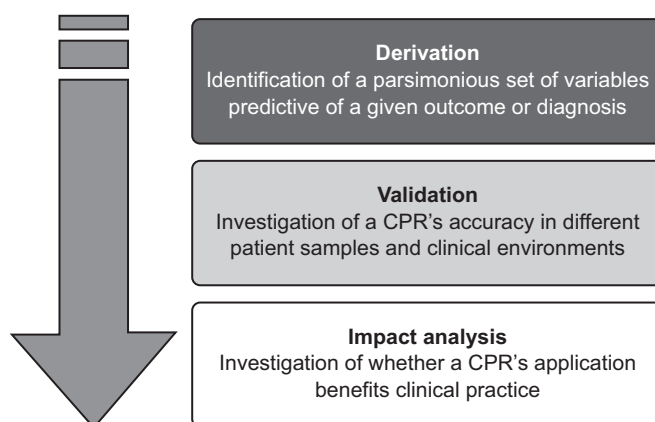 Derivation
Identification of a parsimonious set of variables
predictive of a given outcome or diagnosis
Validation
Investigation of a CPR's accuracy in different
patient samples and clinical environments
Impact analysis
Investigation of whether a CPR's application
benefits clinical practice